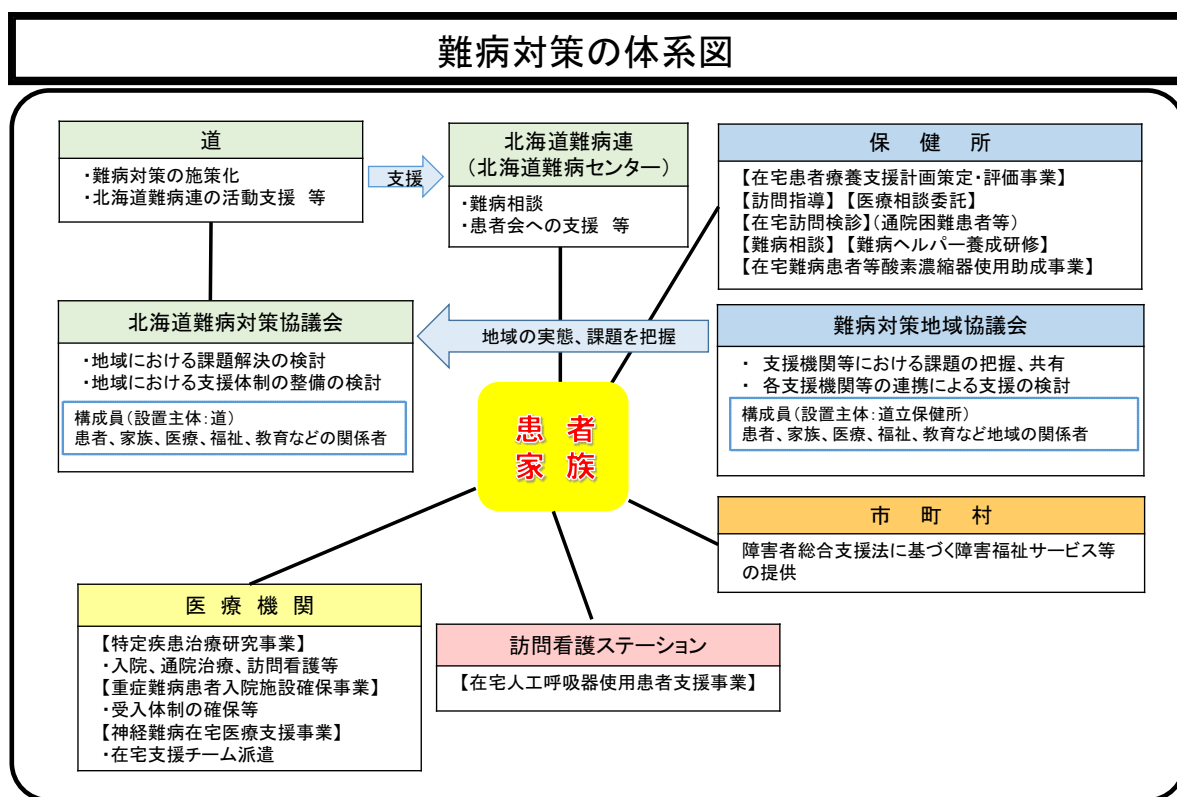 難病対策の体系図
道
・難病対策の施策化
・北海道難病連の活動支援 等
支援
北海道難病連
（北海道難病センター）
・難病相談
・患者会への支援 等
保 健 所
【在宅患者療養支援計画策定・評価事業】
【訪問指導】【医療相談委託】
【在宅訪問検診】（通院困難患者等）
【難病相談】【難病ヘルパー養成研修】
【在宅難病患者等酸素濃縮器使用助成事業】
北海道難病対策協議会
・地域における課題解決の検討
・地域における支援体制の整備の検討
構成員（設置主体：道）
患者、家族、医療、福祉、教育などの関係者
地域の実態、課題を把握
難病対策地域協議会
・ 支援機関等における課題の把握、共有
・ 各支援機関等の連携による支援の検討
構成員（設置主体：道立保健所）
患者、家族、医療、福祉、教育など地域の関係者
患 者
家 族
市 町 村
障害者総合支援法に基づく障害福祉サービス等
の提供
医 療 機 関
【特定疾患治療研究事業】
・入院、通院治療、訪問看護等
【重症難病患者入院施設確保事業】
・受入体制の確保等
【神経難病在宅医療支援事業】
・在宅支援チーム派遣
訪問看護ステーション
【在宅人工呼吸器使用患者支援事業】